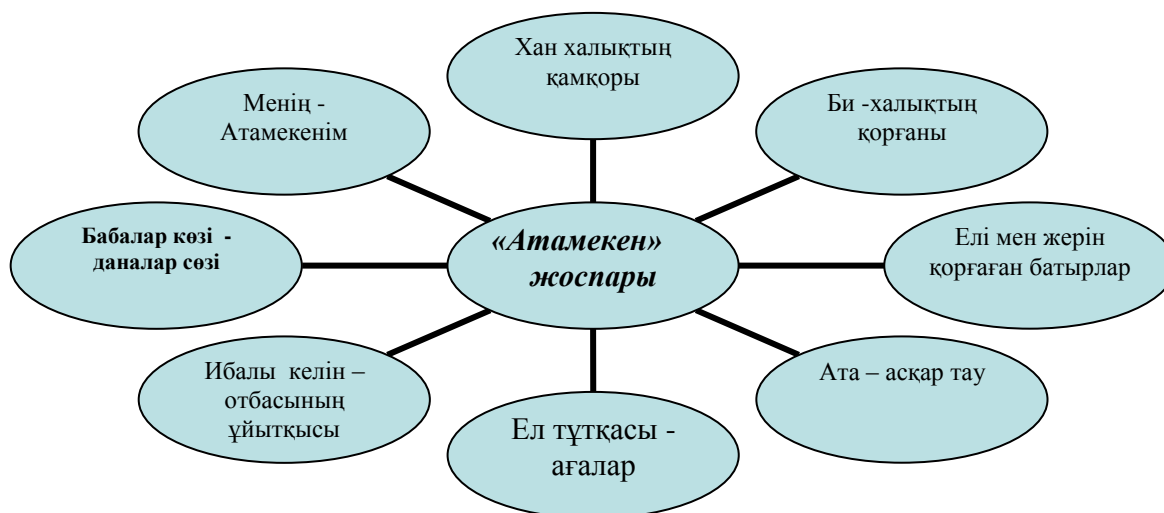 Хан халықтың
қамқоры
Менің -
Атамекенім
Би -халықтың
қорғаны
Бабалар көзі -
даналар сөзі
«Атамекен»
жоспары
Елі мен жерін
қорғаған батырлар
Ибалы келін –
отбасының
ұйытқысы
Ата – асқар тау
Ел тұтқасы -
ағалар